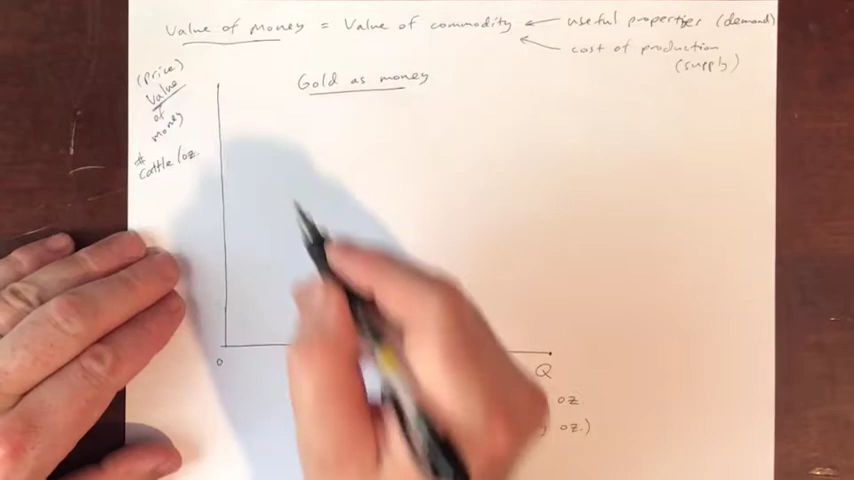 Value of money = Value of commodity ← useful properties (demand)
← cost of production
(supply)
Gold as money
(price)
Value
of
money
#
cattle/oz.
0
Q
oz.
oz.)